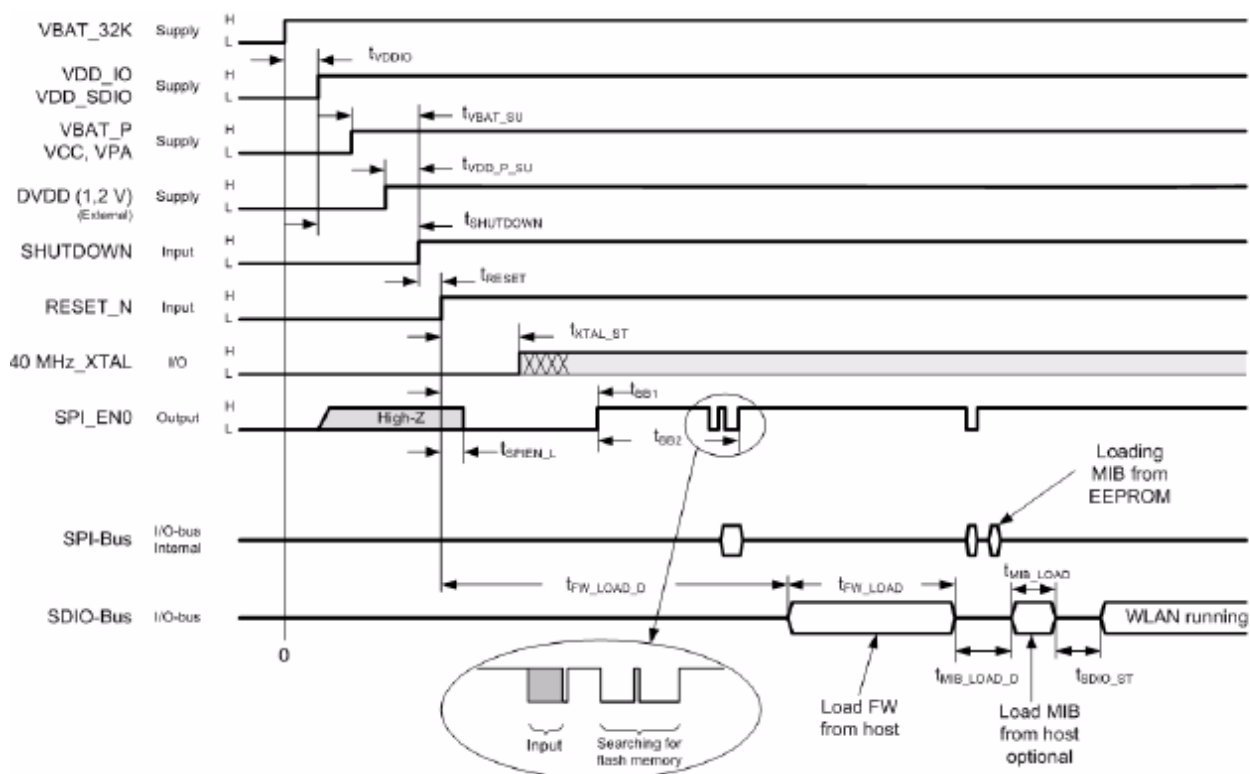 VBAT_32K Supply H
L
tVDDIO
VDD_IO
VDD_SDIO Supply H
L
VBAT_P
VCC, VPA Supply H
L
tVBAT_SU
tVDD_P_SU
DVDD (1,2 V)
(External) Supply H
L
tSHUTDOWN
SHUTDOWN Input H
L
tRESET
RESET_N Input H
L
tXTAL_ST
40 MHz_XTAL I/O H
L
tBB1
SPI_EN0 Output H
L
High-Z
tBB2
tSPIEN_L
Loading
MIB from
EEPROM
SPI-Bus I/O-bus
Internal
tFW_LOAD_D
tFW_LOAD
tMIB_LOAD
SDIO-Bus I/O-bus
WLAN running
0
tMIB_LOAD_D
tSDIO_ST
Load FW
from host
Load MIB
from host
optional
Input
Searching for
flash memory